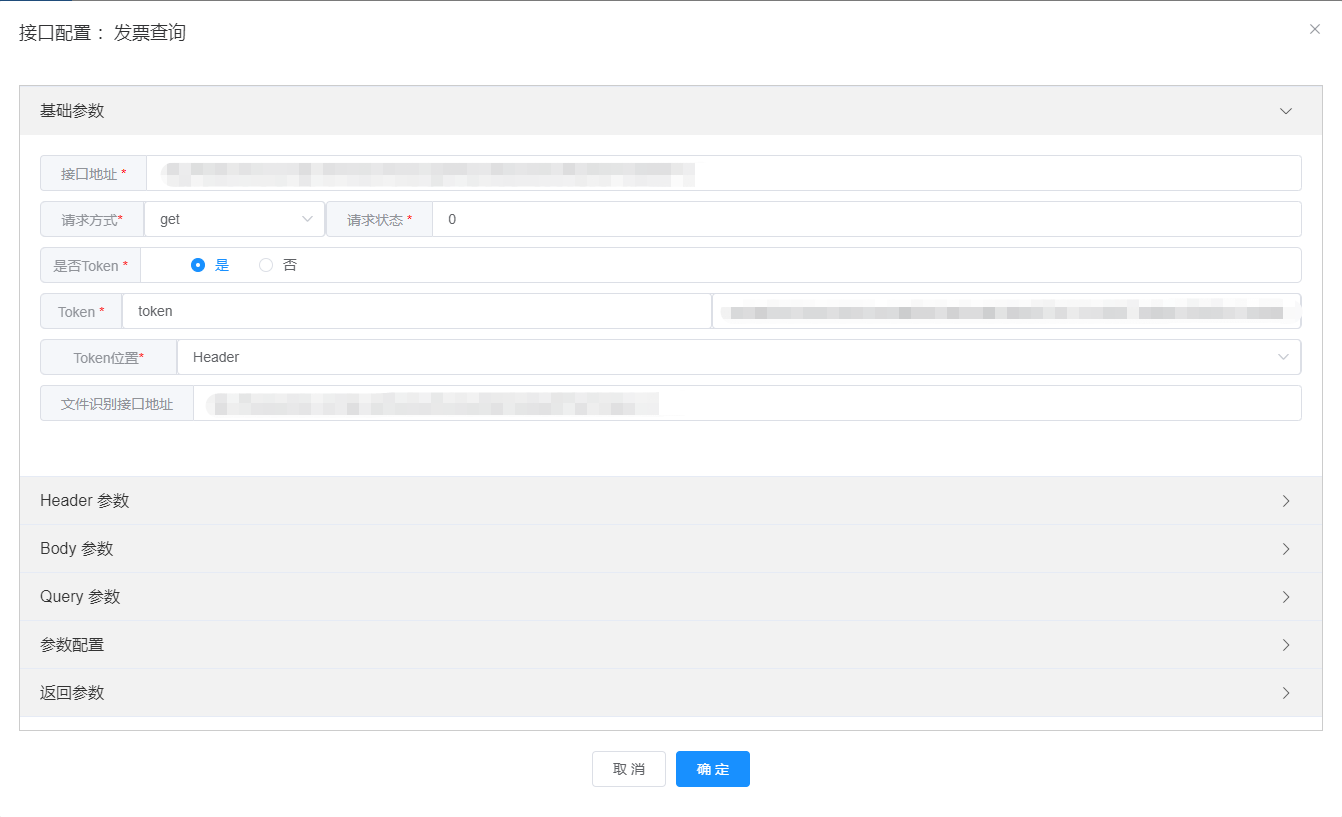 接口配置： 发票查询
基础参数
接口地址 *
请求方式* get 请求状态 * 0
是否Token * 是 否
Token * token
Token位置* Header
文件识别接口地址
Header 参数
Body 参数
Query 参数
参数配置
返回参数
取 消 确 定